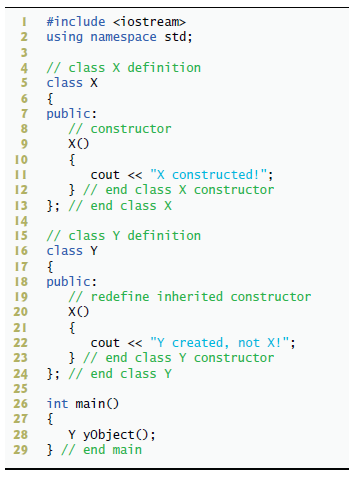 1 #include <iostream>
2 using namespace std;
3
4 // class X definition
5 class X
6 {
7 public:
8 // constructor
9 X()
10 {
11 cout << "X constructed!";
12 } // end class X constructor
13 }; // end class X
14
15 // class Y definition
16 class Y
17 {
18 public:
19 // redefine inherited constructor
20 X()
21 {
22 cout << "Y created, not X!";
23 } // end class Y constructor
24 }; // end class Y
25
26 int main()
27 {
28 Y yObject();
29 } // end main